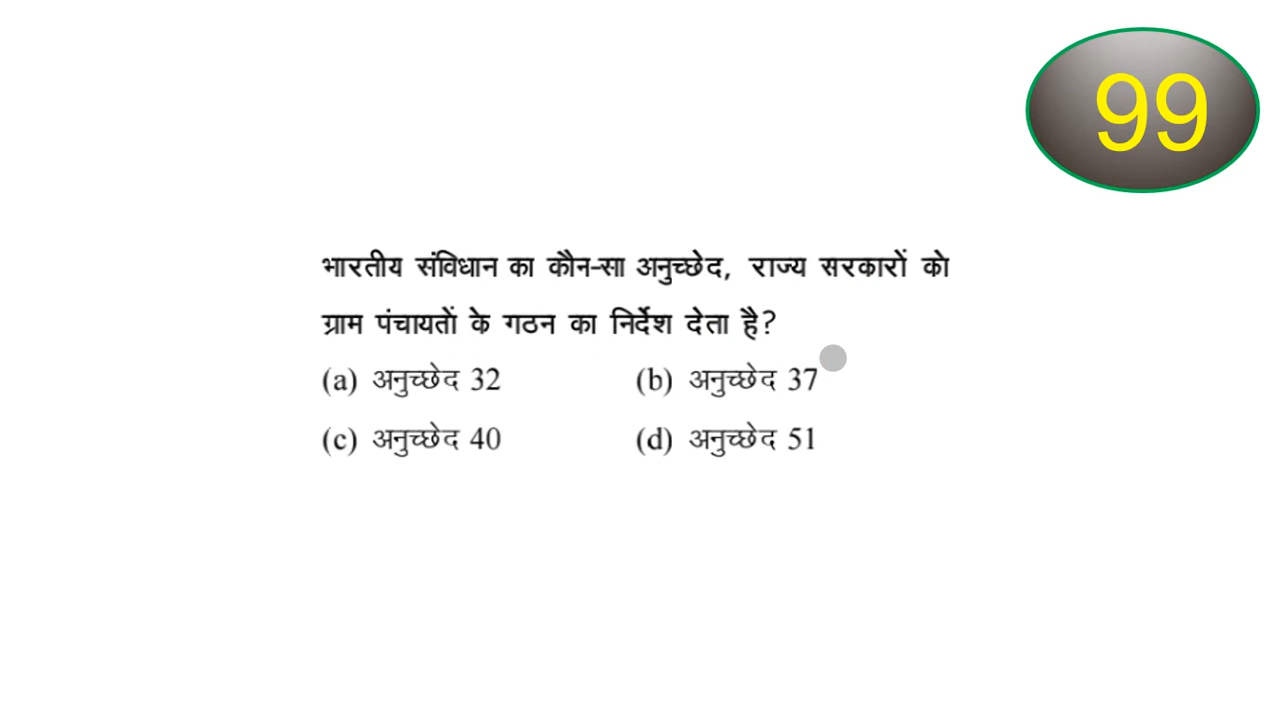 99
भारतीय संविधान का कौन-सा अनुच्छेद, राज्य सरकारों को
ग्राम पंचायतों के गठन का निर्देश देता है?
(a) अनुच्छेद 32 (b) अनुच्छेद 37
(c) अनुच्छेद 40 (d) अनुच्छेद 51